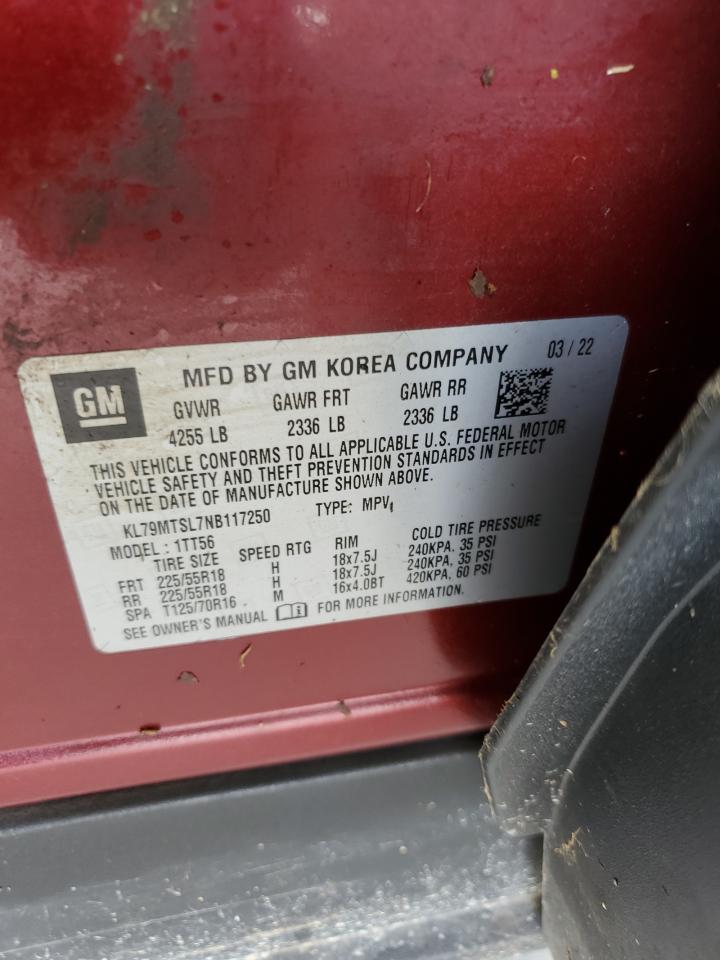 GM
MFD BY GM KOREA COMPANY 03 / 22
GVWR GAWR FRT GAWR RR
4255 LB 2336 LB 2336 LB
THIS VEHICLE CONFORMS TO ALL APPLICABLE U.S. FEDERAL MOTOR
VEHICLE SAFETY AND THEFT PREVENTION STANDARDS IN EFFECT
ON THE DATE OF MANUFACTURE SHOWN ABOVE.
KL79MTSL7NB117250 TYPE: MPV
MODEL: 1TT56
TIRE SIZE SPEED RTG RIM COLD TIRE PRESSURE
FRT 225/55R18 H 18x7.5J 240KPA, 35 PSI
RR 225/55R18 H 18x7.5J 240KPA, 35 PSI
SPA T125/70R16 M 16x4.0BT 420KPA, 60 PSI
SEE OWNER'S MANUAL FOR MORE INFORMATION.